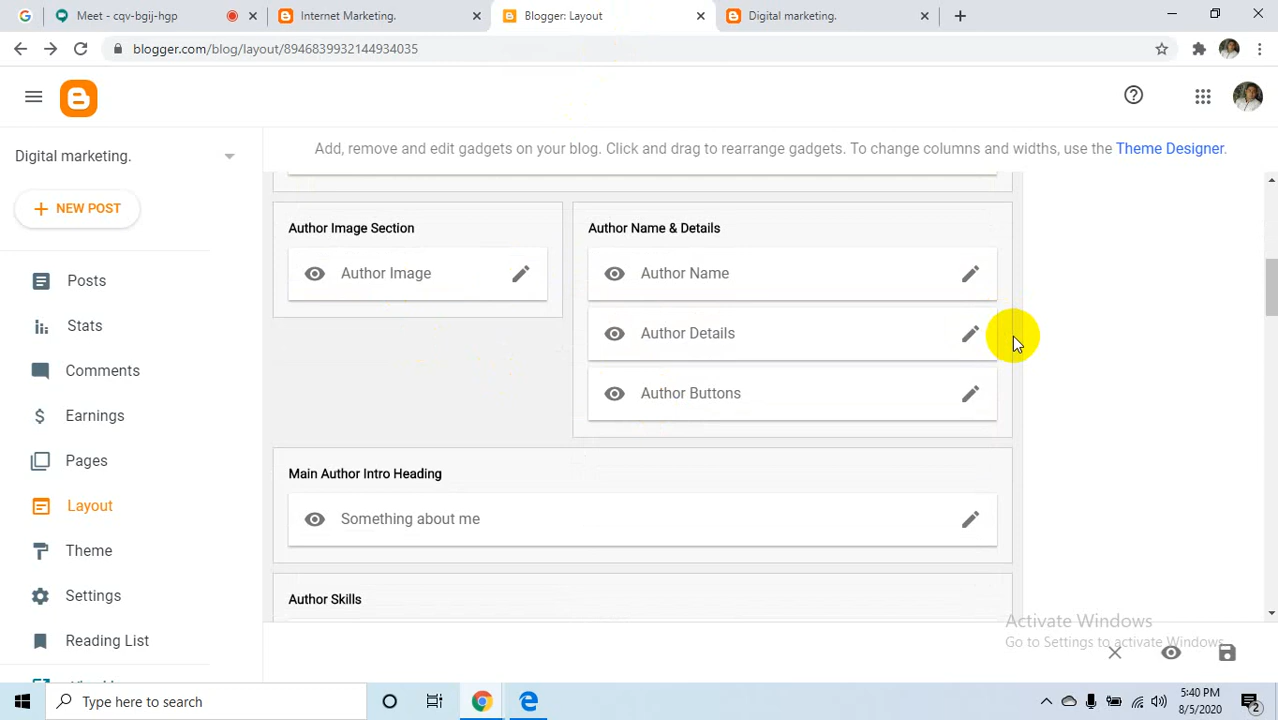 Meet - cqv-bgij-hgp
Internet Marketing.
Blogger: Layout
Digital marketing.
blogger.com/blog/layout/8946839932144934035
Digital marketing.
Add, remove and edit gadgets on your blog. Click and drag to rearrange gadgets. To change columns and widths, use the Theme Designer.
NEW POST
Posts
Stats
Comments
Earnings
Pages
Layout
Theme
Settings
Reading List
Author Image Section
Author Image
Author Name & Details
Author Name
Author Details
Author Buttons
Main Author Intro Heading
Something about me
Author Skills
Activate Windows
Go to Settings to activate Windows.
Type here to search
5:40 PM
8/5/2020
2